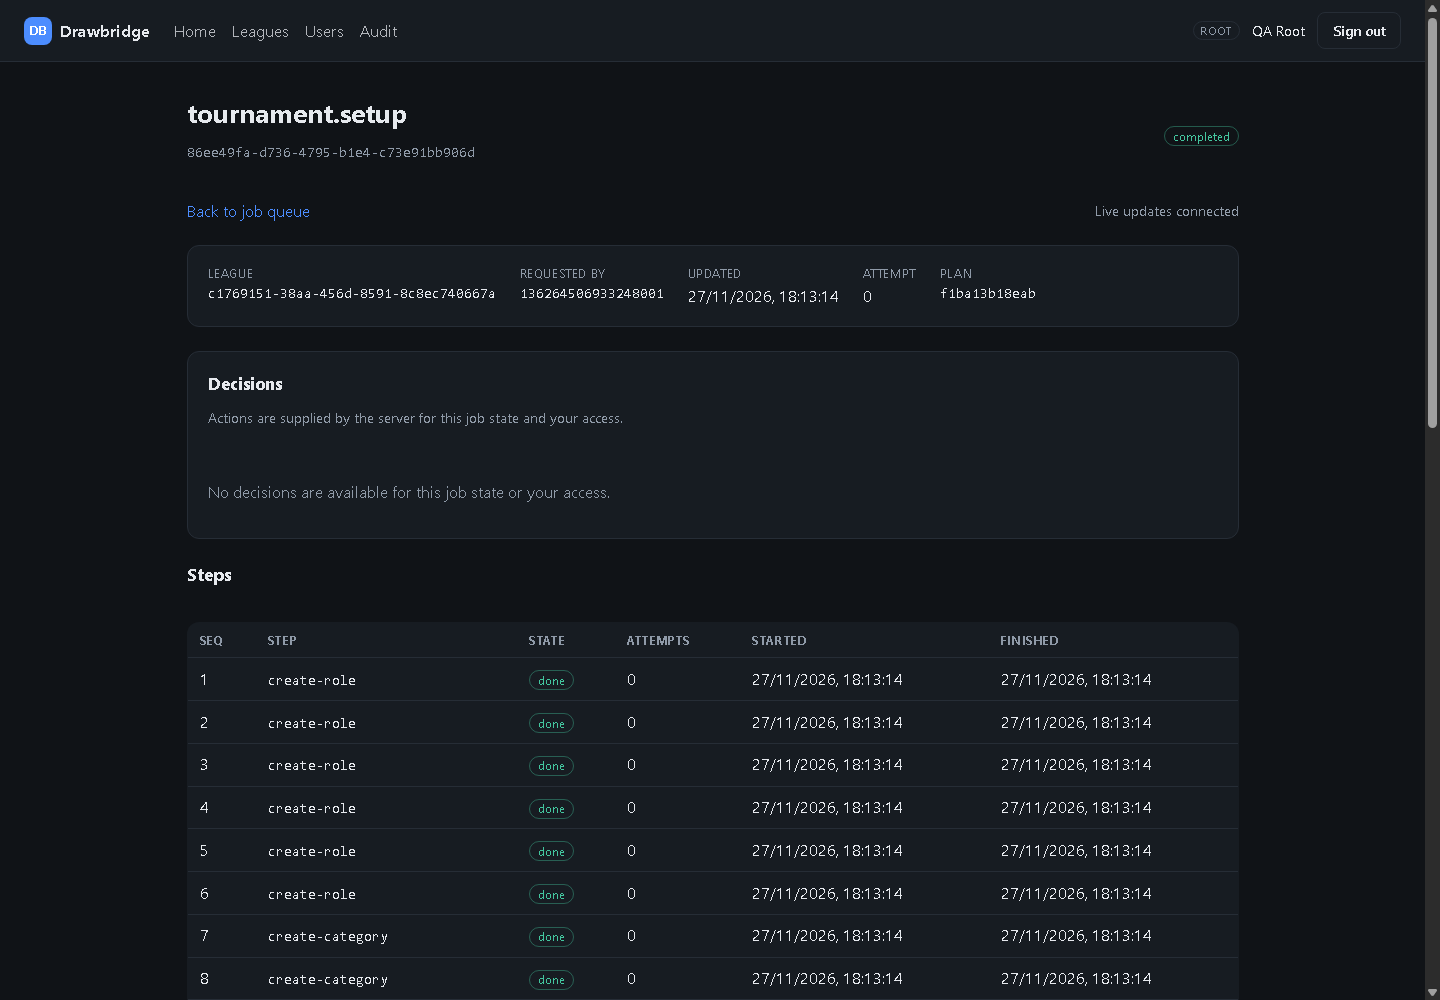 DB Drawbridge Home Leagues Users Audit ROOT QA Root Sign out
tournament.setup
completed
86ee49fa-d736-4795-b1e4-c73e91bb906d
Back to job queue Live updates connected
LEAGUE REQUESTED BY UPDATED ATTEMPT PLAN
c1769151-38aa-456d-8591-8c8ec740667a 136264506933248001 27/11/2026, 18:13:14 0 f1ba13b18eab
Decisions
Actions are supplied by the server for this job state and your access.
No decisions are available for this job state or your access.
Steps
SEQ STEP STATE ATTEMPTS STARTED FINISHED
1 create-role done 0 27/11/2026, 18:13:14 27/11/2026, 18:13:14
2 create-role done 0 27/11/2026, 18:13:14 27/11/2026, 18:13:14
3 create-role done 0 27/11/2026, 18:13:14 27/11/2026, 18:13:14
4 create-role done 0 27/11/2026, 18:13:14 27/11/2026, 18:13:14
5 create-role done 0 27/11/2026, 18:13:14 27/11/2026, 18:13:14
6 create-role done 0 27/11/2026, 18:13:14 27/11/2026, 18:13:14
7 create-category done 0 27/11/2026, 18:13:14 27/11/2026, 18:13:14
8 create-category done 0 27/11/2026, 18:13:14 27/11/2026, 18:13:14